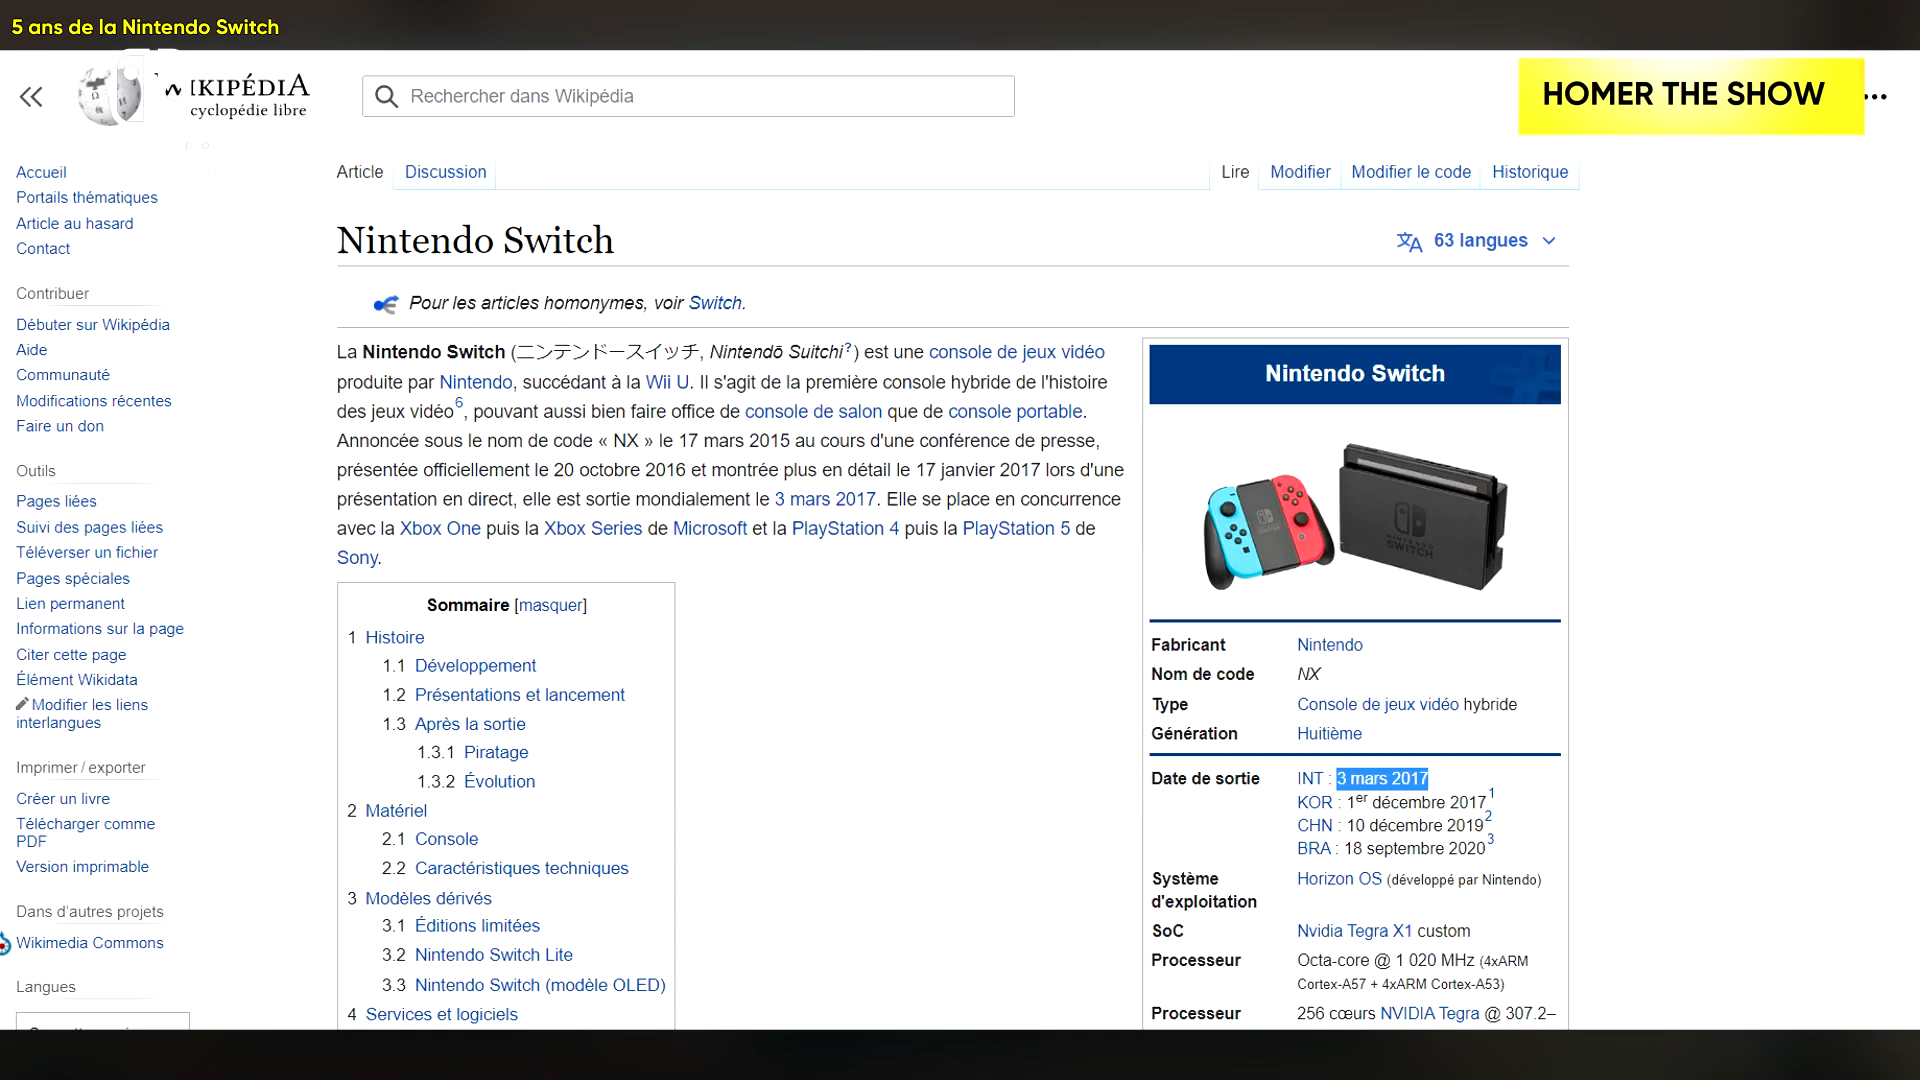 5 ans de la Nintendo Switch
WIKIPÉDIA
cyclopédie libre
Rechercher dans Wikipédia
HOMER THE SHOW
Accueil
Portails thématiques
Article au hasard
Contact
Contribuer
Débuter sur Wikipédia
Aide
Communauté
Modifications récentes
Faire un don
Outils
Pages liées
Suivi des pages liées
Téléverser un fichier
Pages spéciales
Lien permanent
Informations sur la page
Citer cette page
Élément Wikidata
Modifier les liens
interlangues
Imprimer / exporter
Créer un livre
Télécharger comme
PDF
Version imprimable
Dans d'autres projets
Wikimedia Commons
Langues
Article Discussion
Lire Modifier Modifier le code Historique
Nintendo Switch
63 langues
Pour les articles homonymes, voir Switch.
La Nintendo Switch (ニンテンドースイッチ, Nintendō Suitchi?) est une console de jeux vidéo
produite par Nintendo, succédant à la Wii U. Il s'agit de la première console hybride de l'histoire
des jeux vidéo6, pouvant aussi bien faire office de console de salon que de console portable.
Annoncée sous le nom de code « NX » le 17 mars 2015 au cours d'une conférence de presse,
présentée officiellement le 20 octobre 2016 et montrée plus en détail le 17 janvier 2017 lors d'une
présentation en direct, elle est sortie mondialement le 3 mars 2017. Elle se place en concurrence
avec la Xbox One puis la Xbox Series de Microsoft et la PlayStation 4 puis la PlayStation 5 de
Sony.
Sommaire [masquer]
1 Histoire
1.1 Développement
1.2 Présentations et lancement
1.3 Après la sortie
1.3.1 Piratage
1.3.2 Évolution
2 Matériel
2.1 Console
2.2 Caractéristiques techniques
3 Modèles dérivés
3.1 Éditions limitées
3.2 Nintendo Switch Lite
3.3 Nintendo Switch (modèle OLED)
4 Services et logiciels
Nintendo Switch
NINTENDO
SWITCH
Fabricant Nintendo
Nom de code NX
Type Console de jeux vidéo hybride
Génération Huitième
Date de sortie INT : 3 mars 2017
KOR : 1er décembre 20171
CHN : 10 décembre 20192
BRA : 18 septembre 20203
Système
d'exploitation
Horizon OS (développé par Nintendo)
SoC Nvidia Tegra X1 custom
Processeur Octa-core @ 1 020 MHz (4xARM
Cortex-A57 + 4xARM Cortex-A53)
Processeur 256 cœurs NVIDIA Tegra @ 307.2–